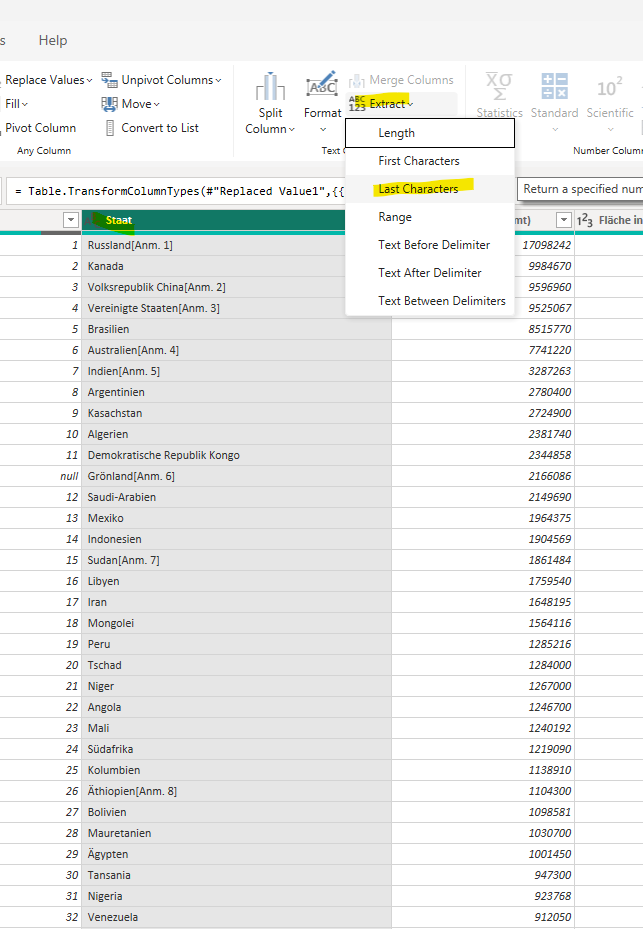 s Help
Replace Values Unpivot Columns Merge Columns
Fill Move ABC 123 Extract
Pivot Column Convert to List
Split Column Format Statistics Standard Scientific
Any Column Text Number Column
Length
First Characters
Last Characters
Range
Text Before Delimiter
Text After Delimiter
Text Between Delimiters
= Table.TransformColumnTypes(#"Replaced Value1",{{
Return a specified num
Staat mt) 123 Fläche in
1 Russland[Anm. 1] 17098242
2 Kanada 9984670
3 Volksrepublik China[Anm. 2] 9596960
4 Vereinigte Staaten[Anm. 3] 9525067
5 Brasilien 8515770
6 Australien[Anm. 4] 7741220
7 Indien[Anm. 5] 3287263
8 Argentinien 2780400
9 Kasachstan 2724900
10 Algerien 2381740
11 Demokratische Republik Kongo 2344858
null Grönland[Anm. 6] 2166086
12 Saudi-Arabien 2149690
13 Mexiko 1964375
14 Indonesien 1904569
15 Sudan[Anm. 7] 1861484
16 Libyen 1759540
17 Iran 1648195
18 Mongolei 1564116
19 Peru 1285216
20 Tschad 1284000
21 Niger 1267000
22 Angola 1246700
23 Mali 1240192
24 Südafrika 1219090
25 Kolumbien 1138910
26 Äthiopien[Anm. 8] 1104300
27 Bolivien 1098581
28 Mauretanien 1030700
29 Ägypten 1001450
30 Tansania 947300
31 Nigeria 923768
32 Venezuela 912050